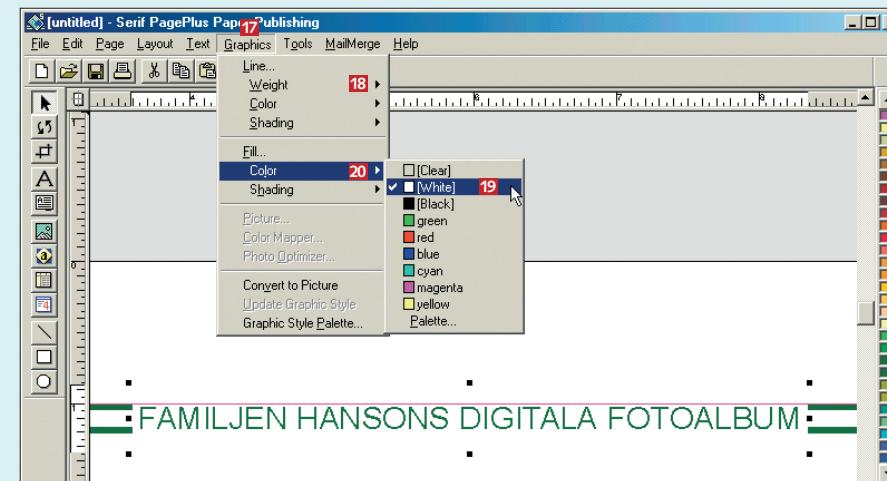 [untitled] - Serif PagePlus Paper Publishing
17
File Edit Page Layout Text Graphics Tools MailMerge Help
Line...
Weight 18
Color
Shading
Fill...
Color 20
Shading
Picture...
Color Mapper...
Photo Optimizer...
Convert to Picture
Update Graphic Style
Graphic Style Palette...
[Clear]
[White] 19
[Black]
green
red
blue
cyan
magenta
yellow
Palette...
FAMILJEN HANSONS DIGITALA FOTOALBUM